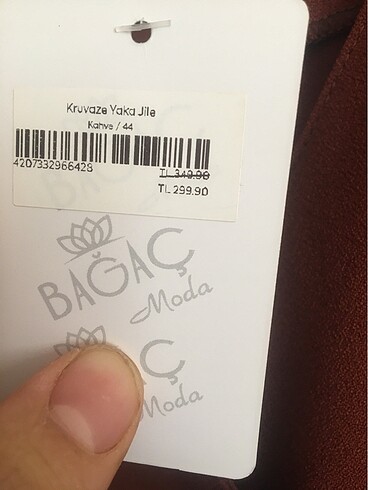 Kruvaze Yaka Jile
Kahve / 44
4207332966428
TL 349.90
TL 299.90
BAĞAÇ
Moda
Ç
Moda